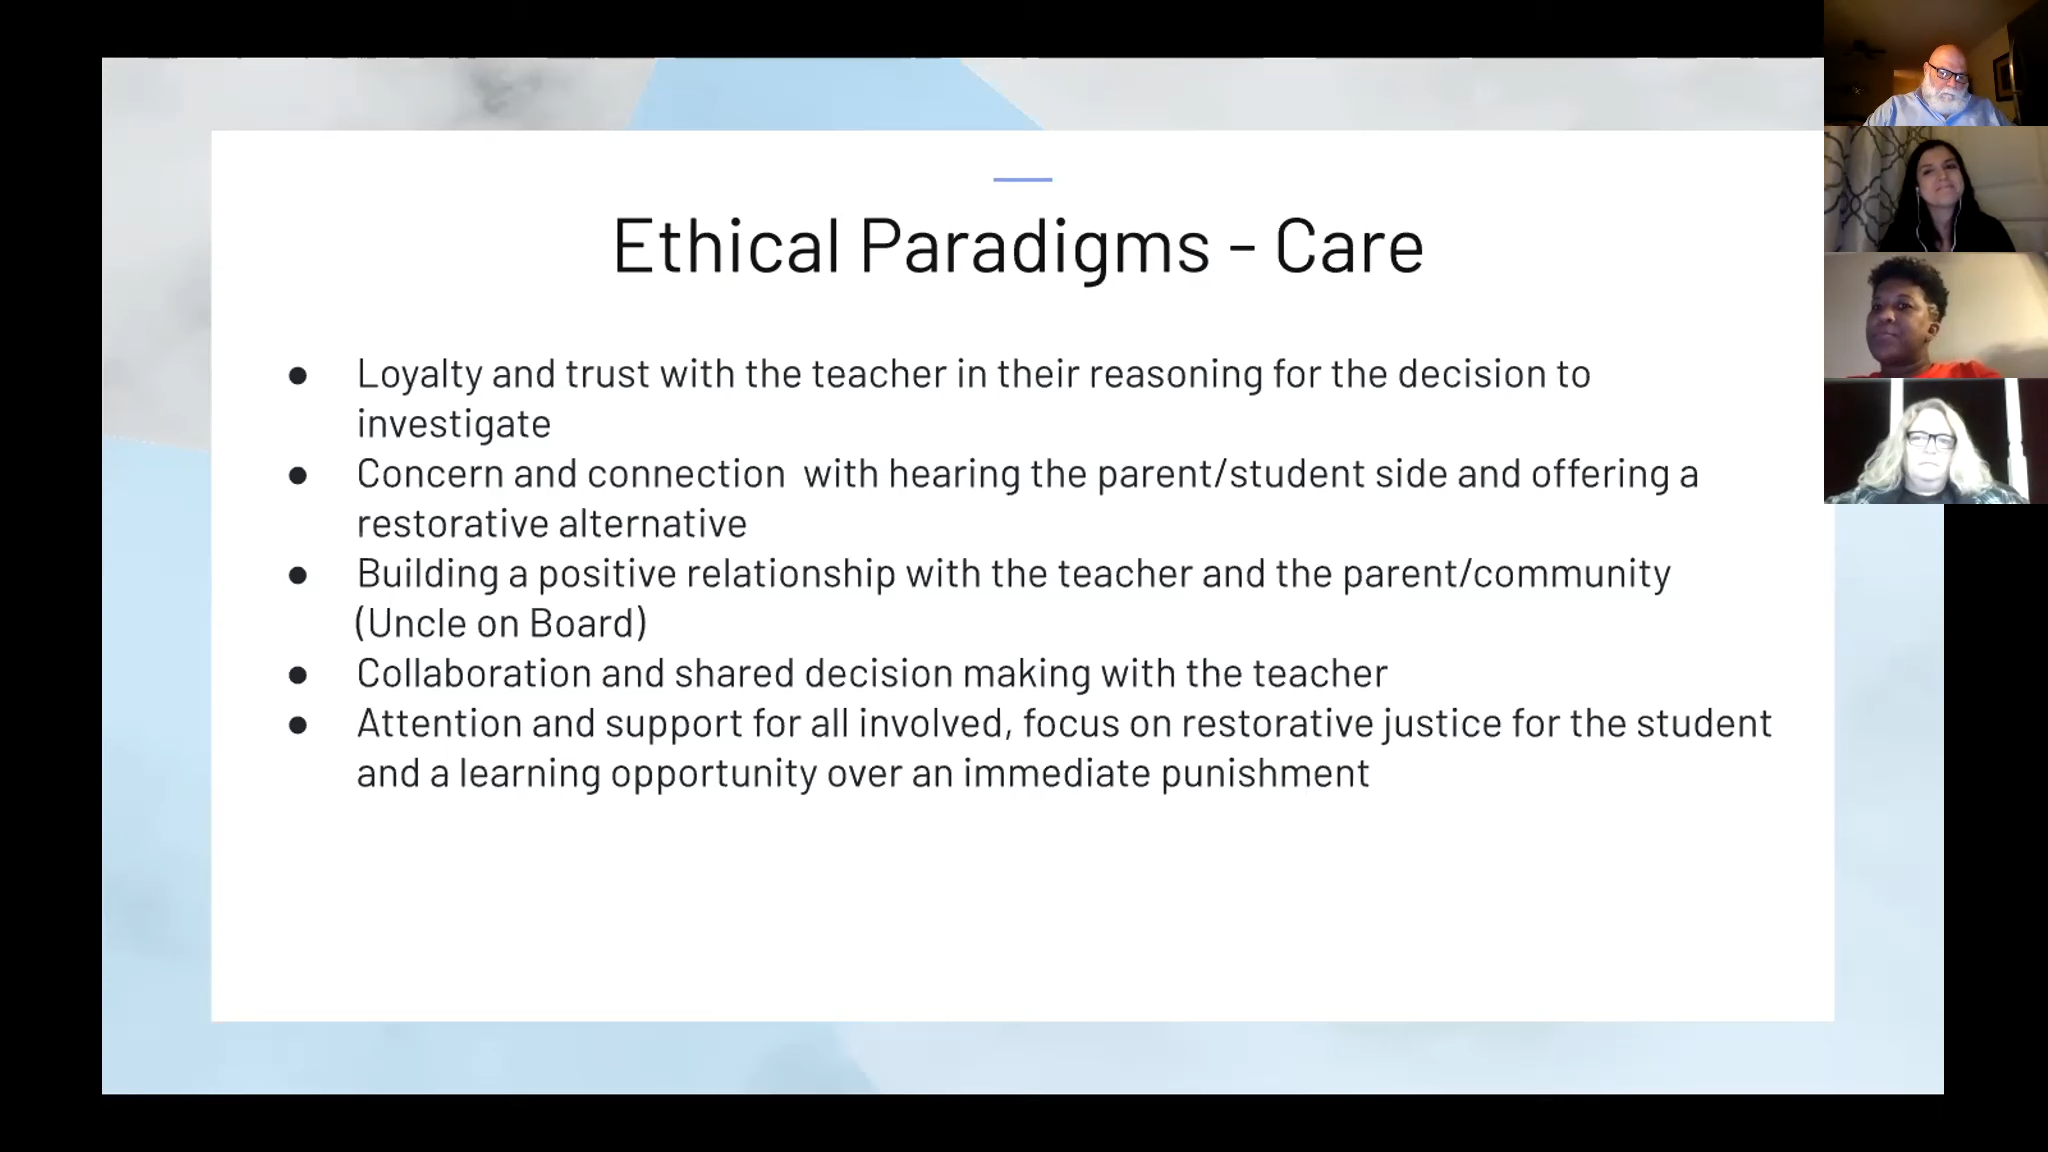 Ethical Paradigms - Care
● Loyalty and trust with the teacher in their reasoning for the decision to
investigate
● Concern and connection  with hearing the parent/student side and offering a
restorative alternative
● Building a positive relationship with the teacher and the parent/community
(Uncle on Board)
● Collaboration and shared decision making with the teacher
● Attention and support for all involved, focus on restorative justice for the student
and a learning opportunity over an immediate punishment